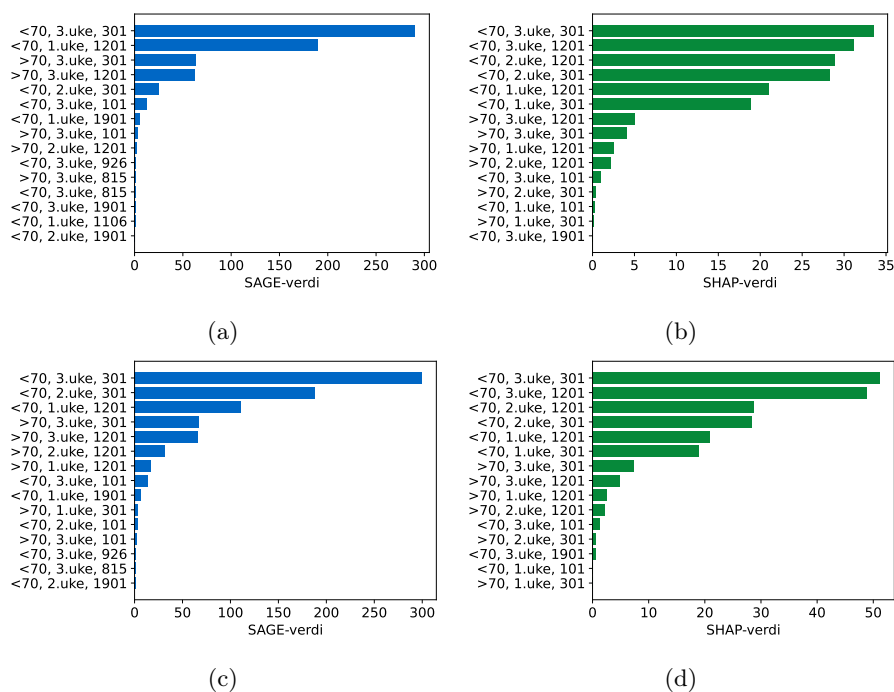 <70, 3.uke, 301
<70, 1.uke, 1201
>70, 3.uke, 301
>70, 3.uke, 1201
<70, 2.uke, 301
<70, 3.uke, 101
<70, 1.uke, 1901
>70, 3.uke, 101
>70, 2.uke, 1201
<70, 3.uke, 926
>70, 3.uke, 815
<70, 3.uke, 815
<70, 3.uke, 1901
<70, 1.uke, 1106
<70, 2.uke, 1901
0 50 100 150 200 250 300
SAGE-verdi
(a)
<70, 3.uke, 301
<70, 3.uke, 1201
<70, 2.uke, 1201
<70, 2.uke, 301
<70, 1.uke, 1201
<70, 1.uke, 301
>70, 3.uke, 1201
>70, 3.uke, 301
>70, 1.uke, 1201
>70, 2.uke, 1201
<70, 3.uke, 101
>70, 2.uke, 301
<70, 1.uke, 101
>70, 1.uke, 301
<70, 3.uke, 1901
0 5 10 15 20 25 30 35
SHAP-verdi
(b)
<70, 3.uke, 301
<70, 2.uke, 301
<70, 1.uke, 1201
>70, 3.uke, 301
>70, 3.uke, 1201
>70, 2.uke, 1201
>70, 1.uke, 1201
<70, 3.uke, 101
<70, 1.uke, 1901
>70, 1.uke, 301
<70, 2.uke, 101
>70, 3.uke, 101
<70, 3.uke, 926
<70, 3.uke, 815
<70, 2.uke, 1901
0 50 100 150 200 250 300
SAGE-verdi
(c)
<70, 3.uke, 301
<70, 3.uke, 1201
<70, 2.uke, 1201
<70, 2.uke, 301
<70, 1.uke, 1201
<70, 1.uke, 301
>70, 3.uke, 301
>70, 3.uke, 1201
>70, 1.uke, 1201
>70, 2.uke, 1201
<70, 3.uke, 101
>70, 2.uke, 301
<70, 3.uke, 1901
<70, 1.uke, 101
>70, 1.uke, 301
0 10 20 30 40 50
SHAP-verdi
(d)